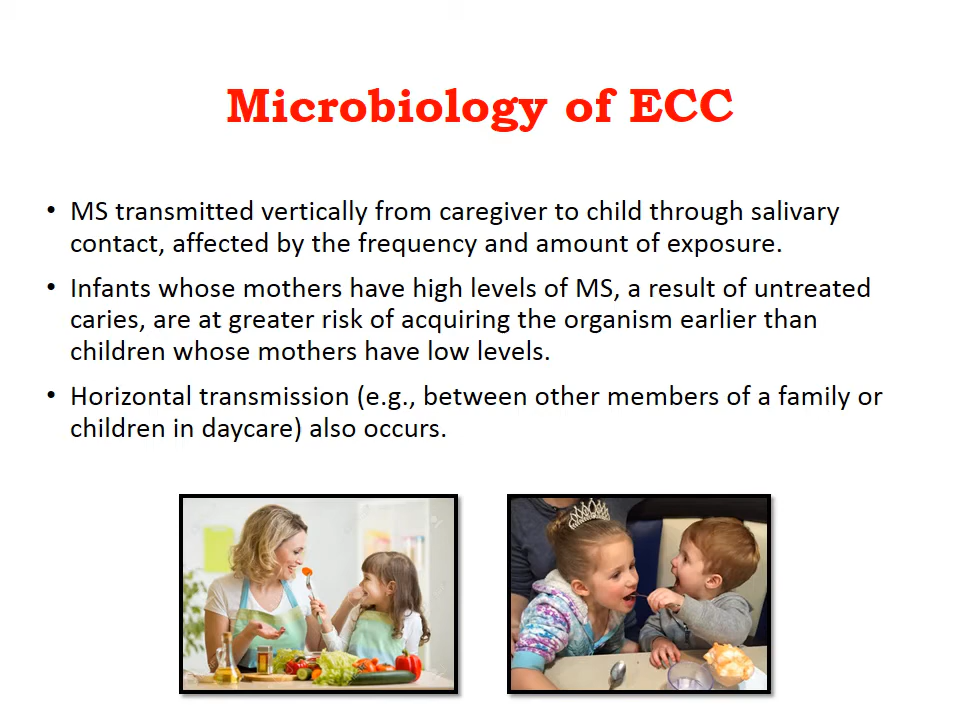 Microbiology of ECC
• MS transmitted vertically from caregiver to child through salivary
contact, affected by the frequency and amount of exposure.
• Infants whose mothers have high levels of MS, a result of untreated
caries, are at greater risk of acquiring the organism earlier than
children whose mothers have low levels.
• Horizontal transmission (e.g., between other members of a family or
children in daycare) also occurs.